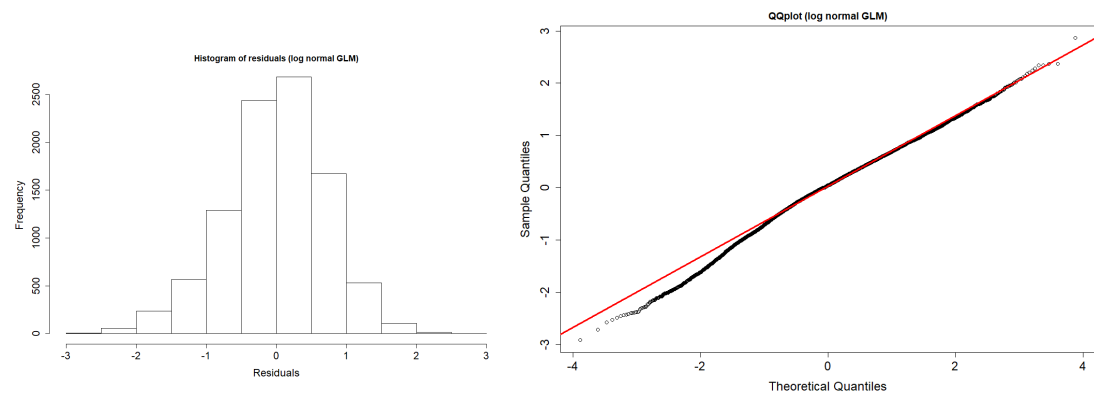 Histogram of residuals (log normal GLM)
Frequency
2500
2000
1500
1000
500
0
-3 -2 -1 0 1 2 3
Residuals
QQplot (log normal GLM)
Sample Quantiles
3
2
1
0
-1
-2
-3
-4 -2 0 2 4
Theoretical Quantiles